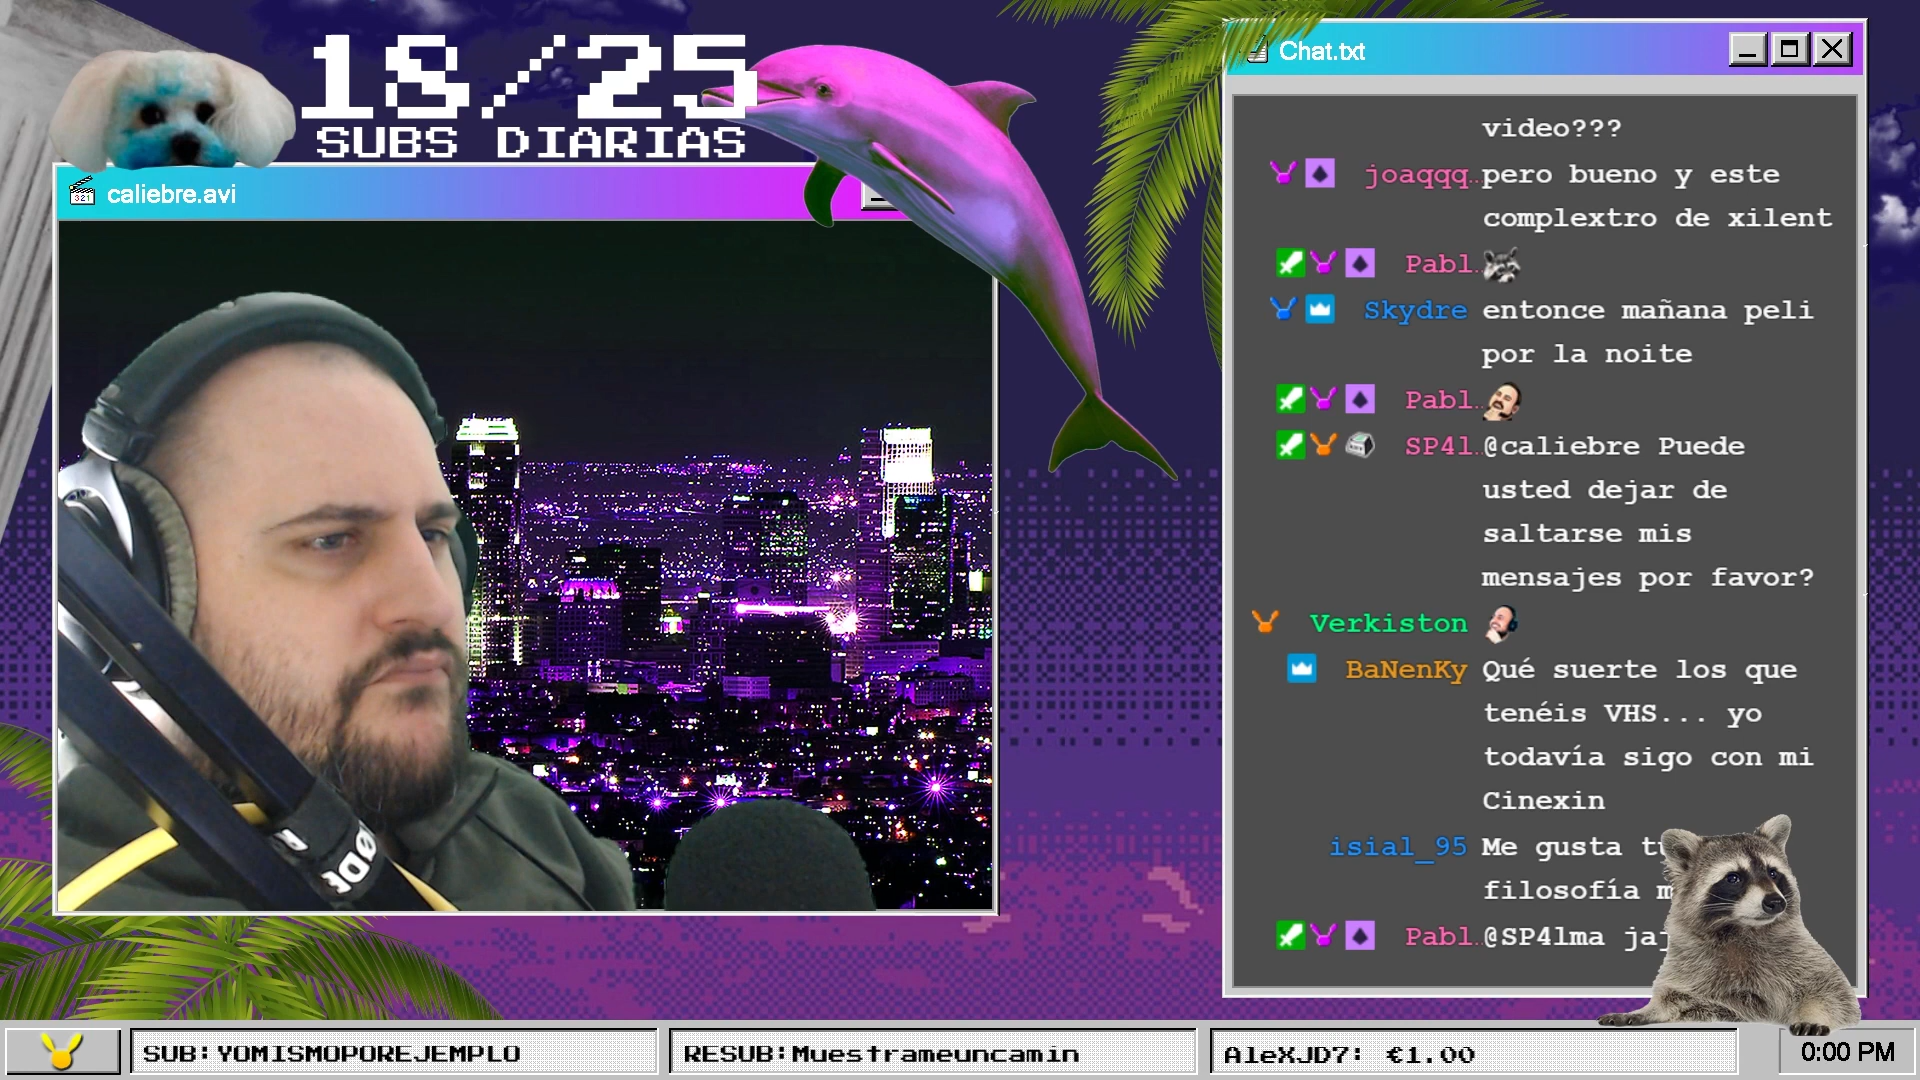 18/25
SUBS DIARIAS
caliebre.avi
Chat.txt
video???
joaqqq.. pero bueno y este
complextro de xilent
Pabl..
Skydre entonce mañana peli
por la noite
Pabl..
SP4l.. @caliebre Puede
usted dejar de
saltarse mis
mensajes por favor?
Verkiston
BaNenKy Qué suerte los que
tenéis VHS... yo
todavía sigo con mi
Cinexin
isial_95 Me gusta
filosofía
Pabl.. @SP4lma
SUB:YOMISMOPOREJEMPLO
RESUB:Muestrameuncamin
AleXJD7: €1.00
0:00 PM